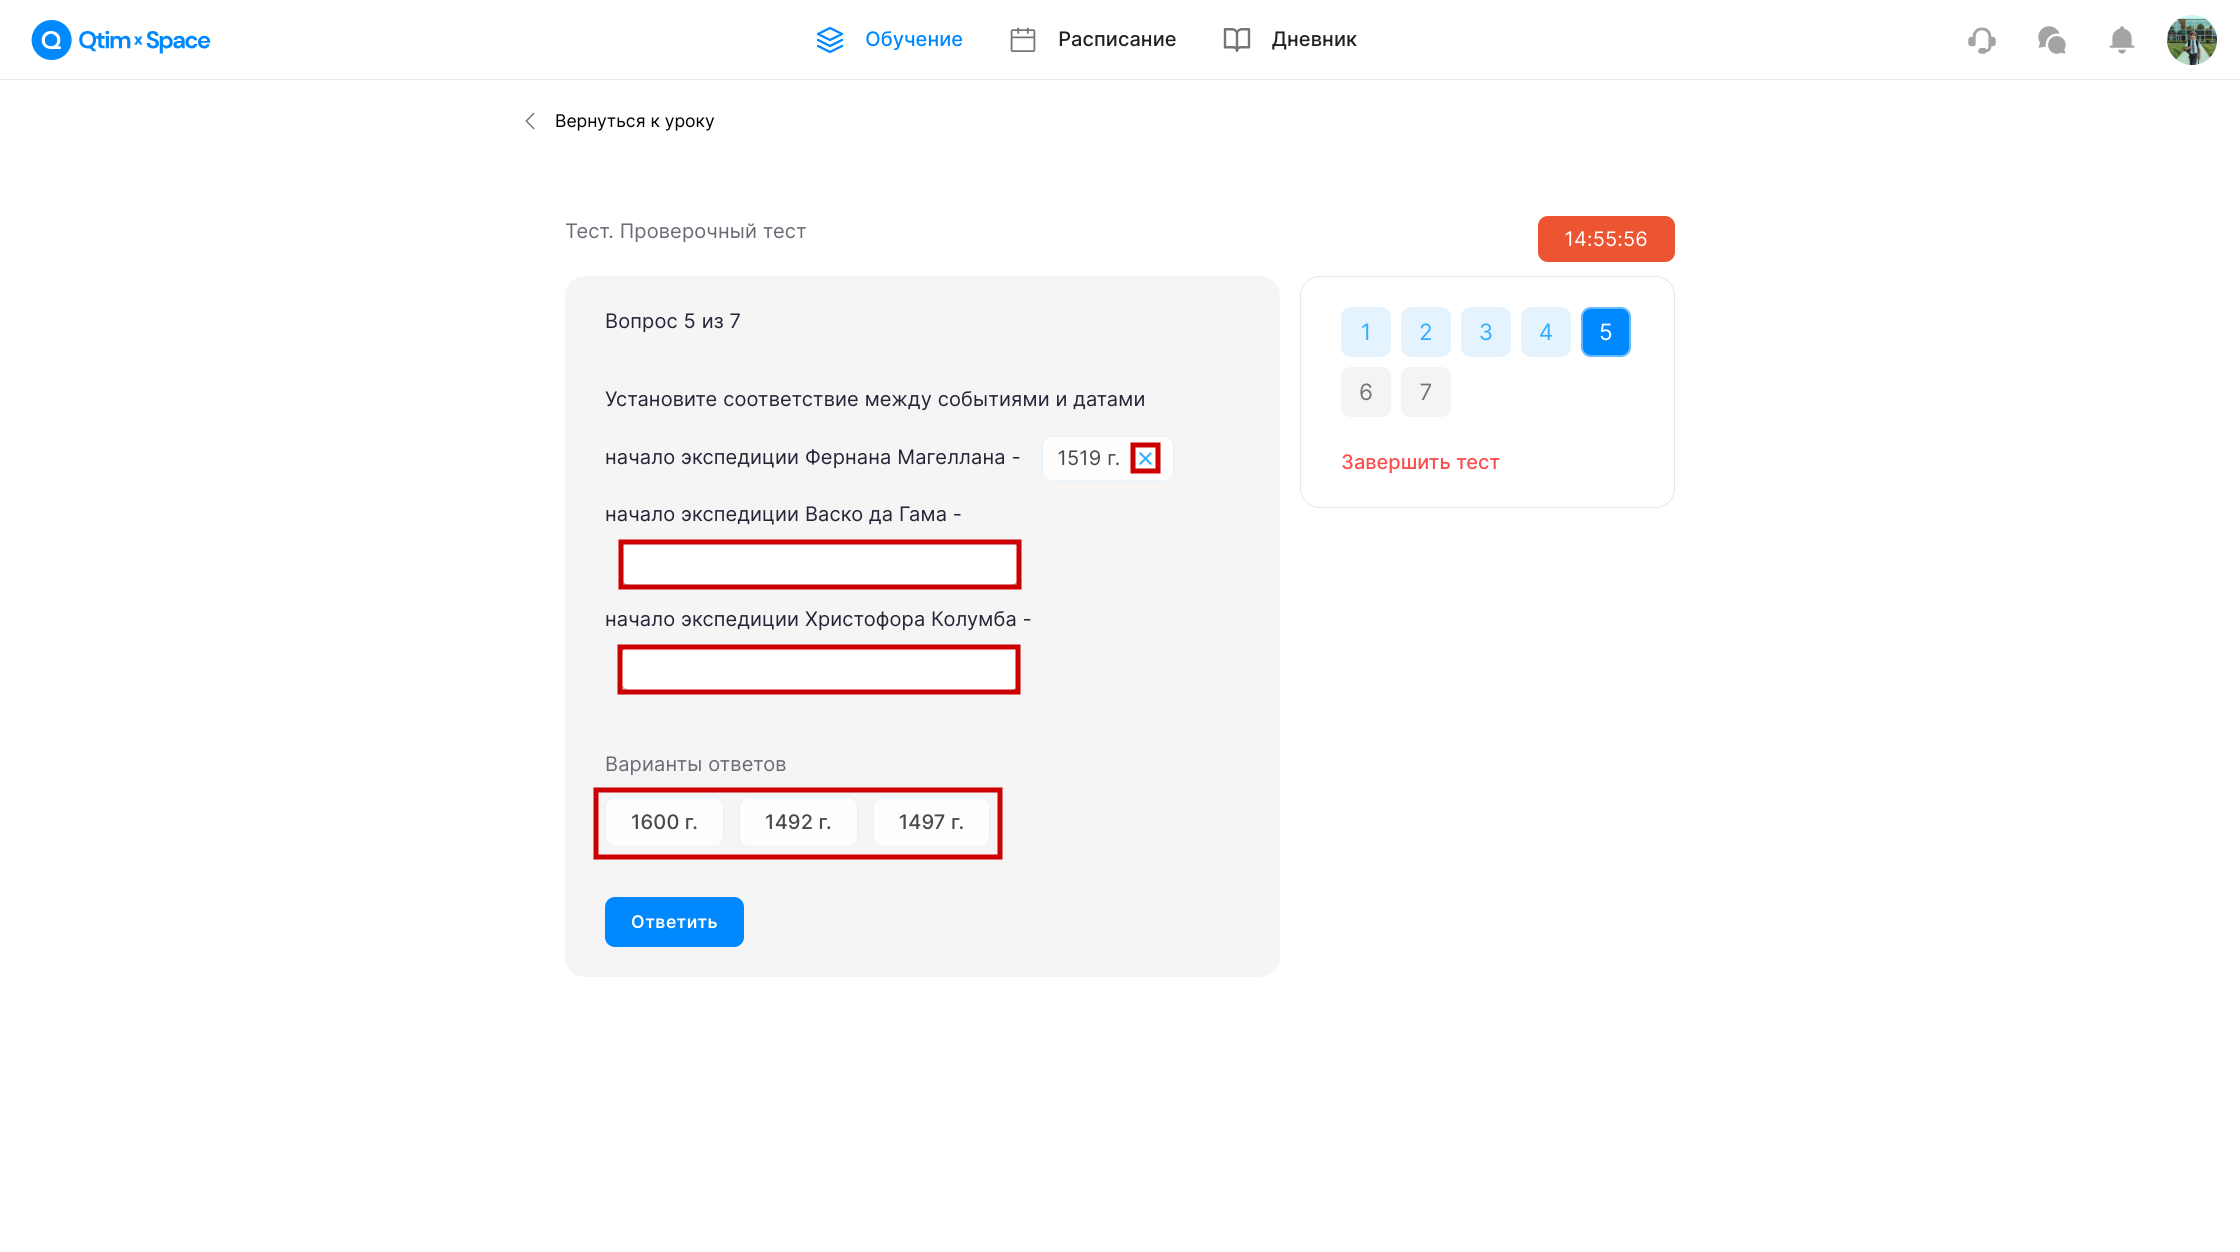 Qtim x Space
Обучение
Расписание
Дневник
Вернуться к уроку
Тест. Проверочный тест
14:55:56
Вопрос 5 из 7
1 2 3 4 5
6 7
Завершить тест
Установите соответствие между событиями и датами
начало экспедиции Фернана Магеллана - 1519 г.
начало экспедиции Васко да Гама -
начало экспедиции Христофора Колумба -
Варианты ответов
1600 г. 1492 г. 1497 г.
Ответить